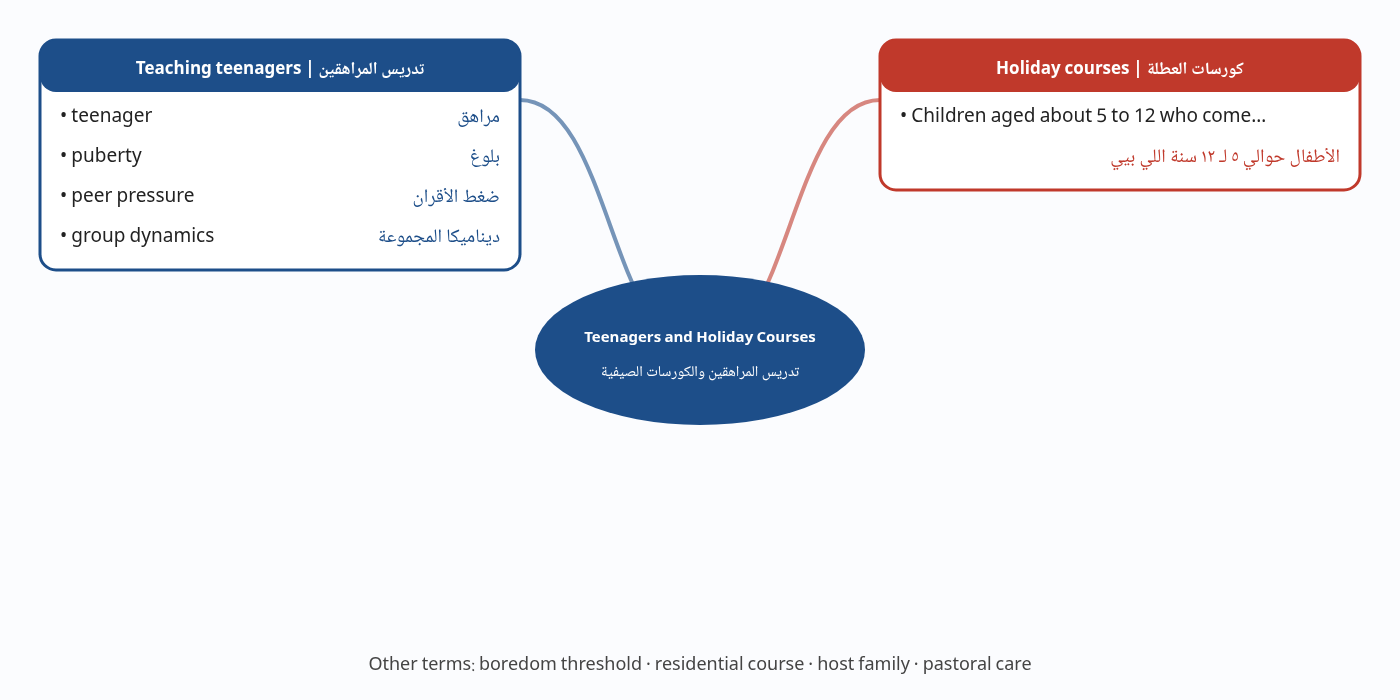 Teaching teenagers | تدريس المراهقين
• teenager مراهق
• puberty بلوغ
• peer pressure ضغط الأقران
• group dynamics ديناميكا المجموعة
Holiday courses | كورسات العطلة
• Children aged about 5 to 12 who come...
الأطفال حوالي ٥ لـ ١٢ سنة اللي بيي
Teenagers and Holiday Courses
تدريس المراهقين والكورسات الصيفية
Other terms: boredom threshold · residential course · host family · pastoral care